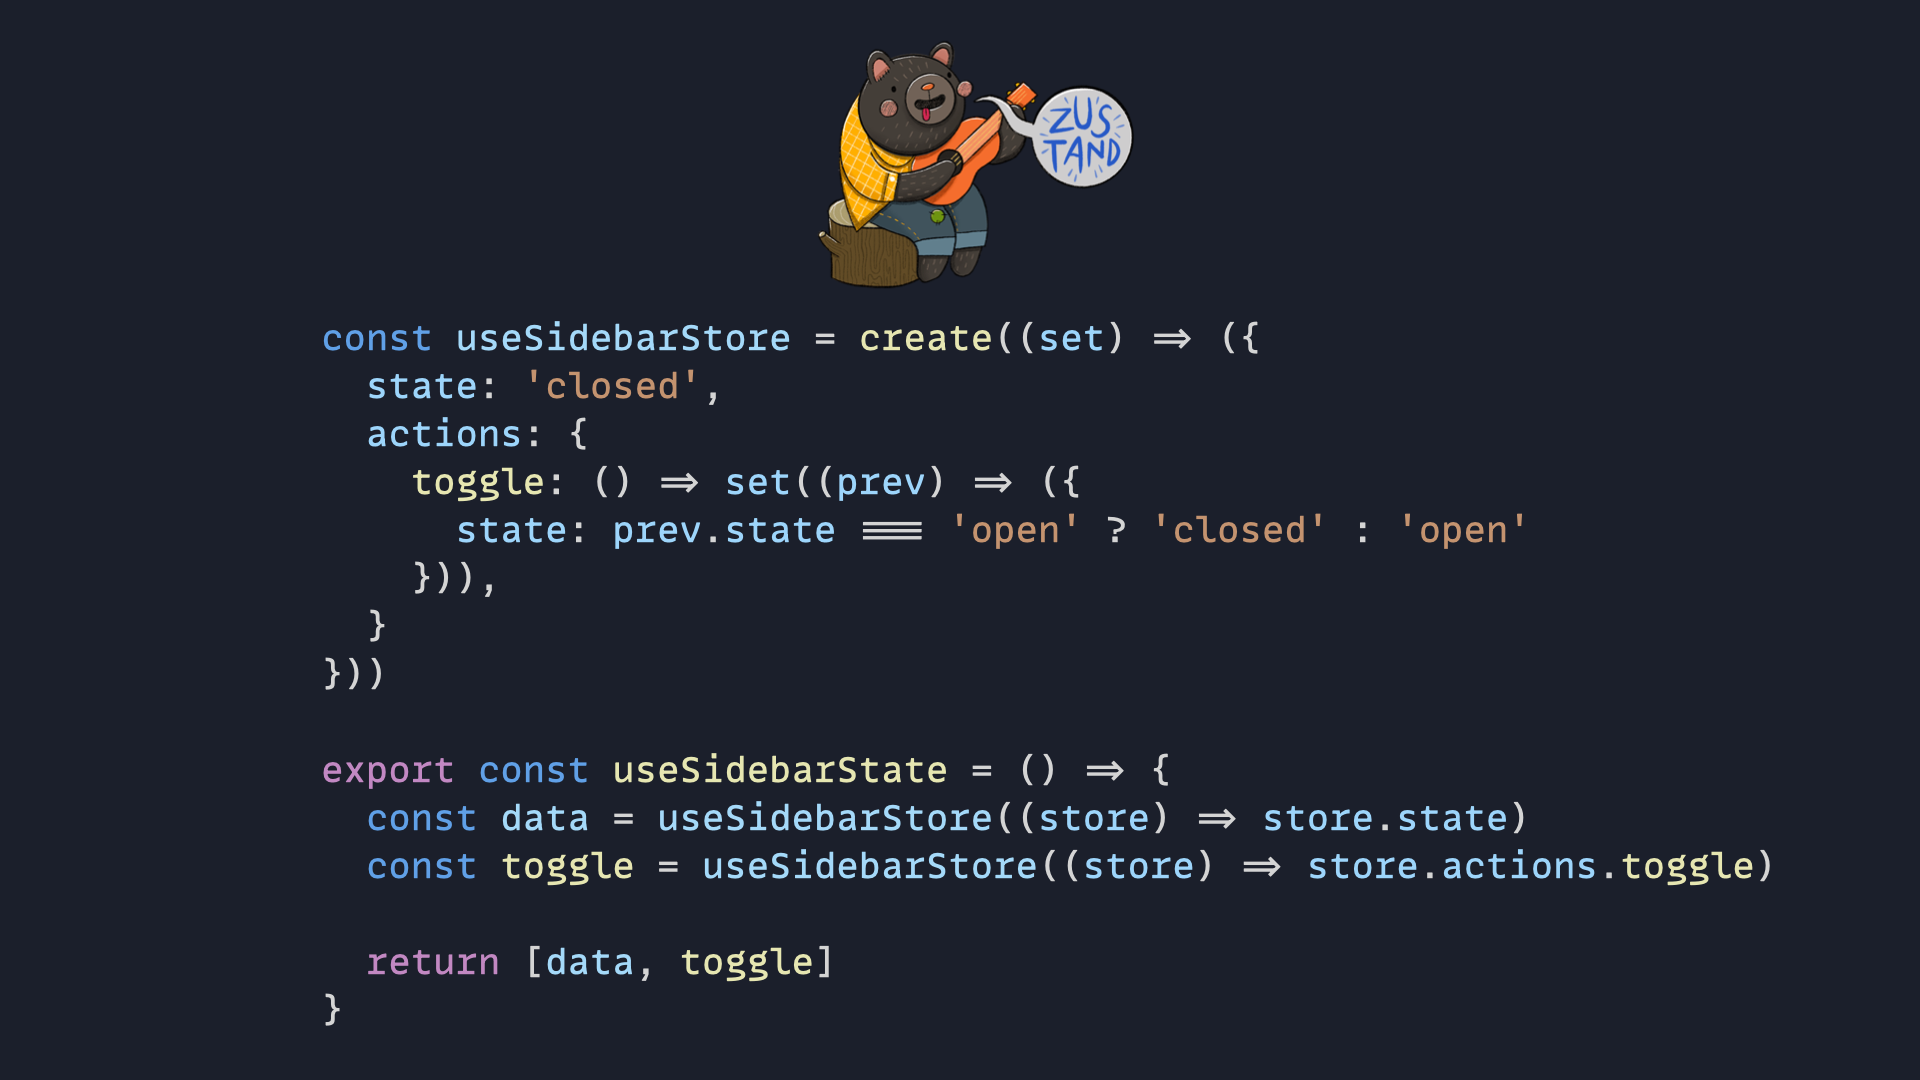 ZUS
TAND
const useSidebarStore = create((set) => ({
  state: 'closed',
  actions: {
    toggle: () => set((prev) => ({
      state: prev.state === 'open' ? 'closed' : 'open'
    })),
  }
}))
export const useSidebarState = () => {
  const data = useSidebarStore((store) => store.state)
  const toggle = useSidebarStore((store) => store.actions.toggle)
  return [data, toggle]
}